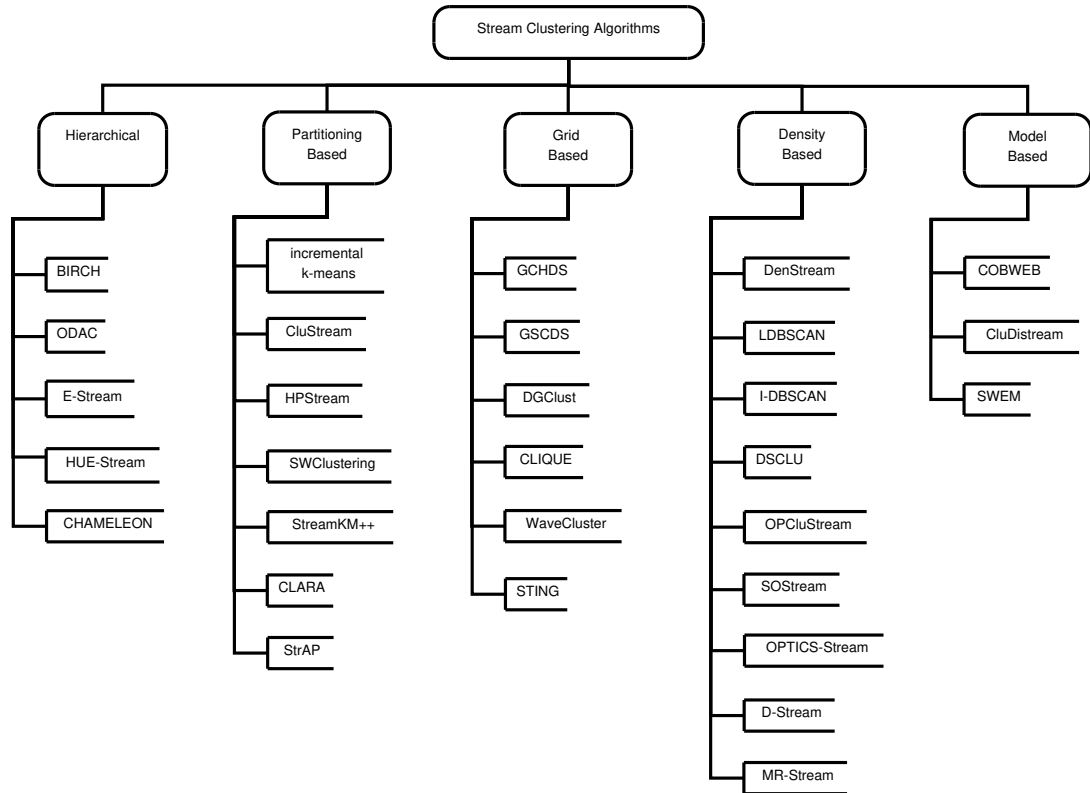 Stream Clustering Algorithms
Hierarchical
Partitioning
Based
Grid
Based
Density
Based
Model
Based
BIRCH
ODAC
E-Stream
HUE-Stream
CHAMELEON
incremental
k-means
CluStream
HPStream
SWClustering
StreamKM++
CLARA
StrAP
GCHDS
GSCDS
DGClust
CLIQUE
WaveCluster
STING
DenStream
LDBSCAN
I-DBSCAN
DSCLU
OPCluStream
SOStream
OPTICS-Stream
D-Stream
MR-Stream
COBWEB
CluDistream
SWEM